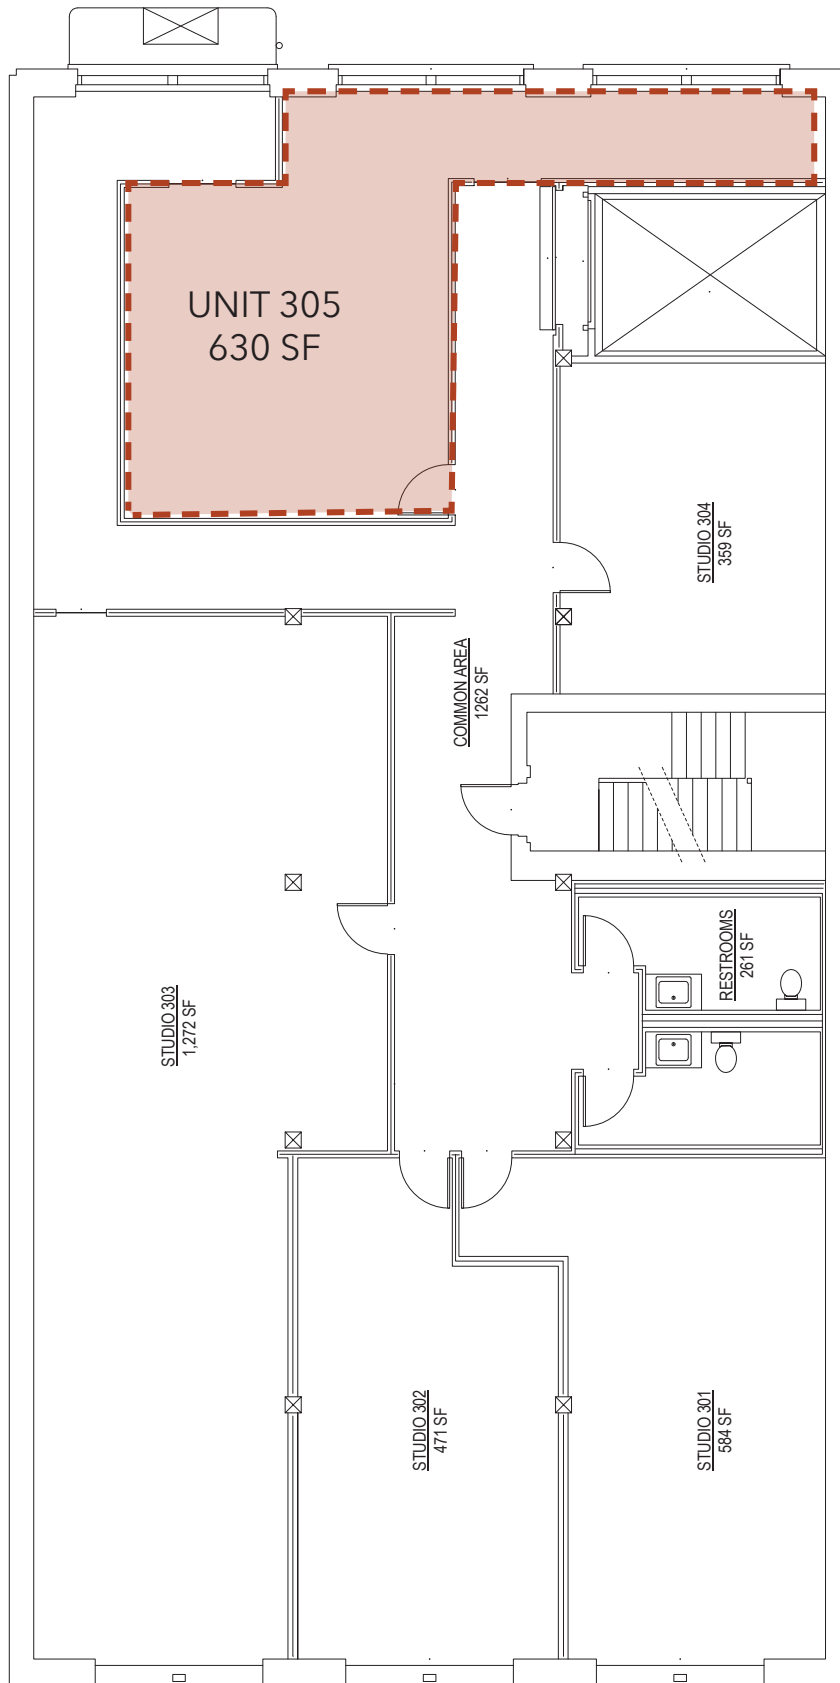 UNIT 305
630 SF
STUDIO 304
359 SF
COMMON AREA
1262 SF
RESTROOMS
261 SF
STUDIO 303
1,272 SF
STUDIO 302
471 SF
STUDIO 301
584 SF